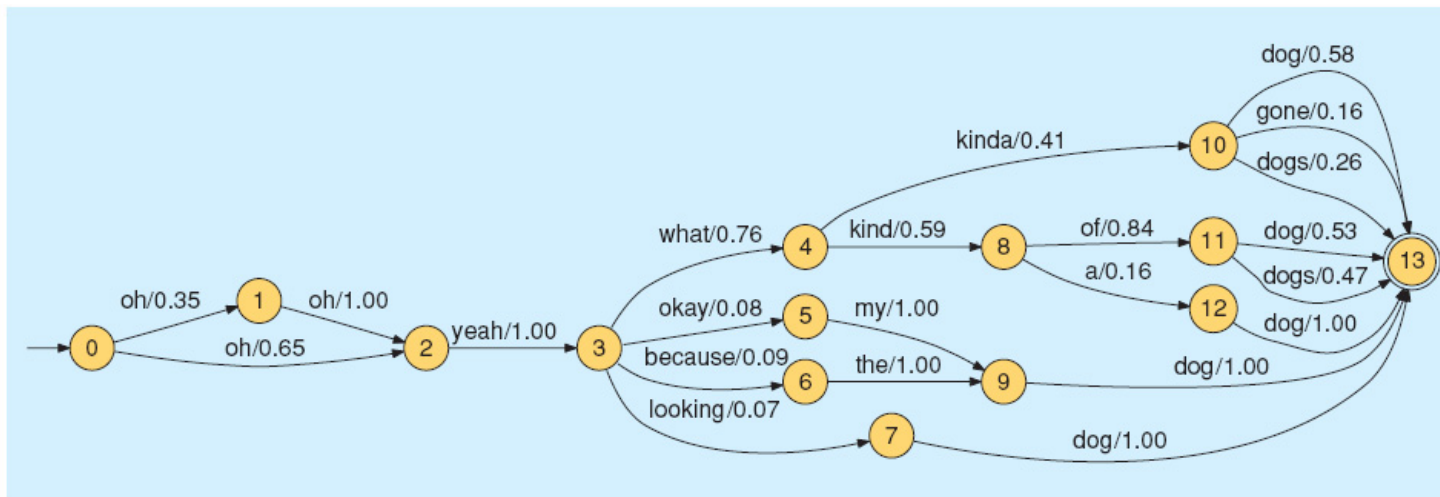 dog/0.58
gone/0.16
kinda/0.41
10
dogs/0.26
what/0.76
4
kind/0.59
8
of/0.84
11
dog/0.53
13
a/0.16
dogs/0.47
oh/0.35
1
oh/1.00
okay/0.08
5
my/1.00
12
dog/1.00
0
oh/0.65
2
yeah/1.00
3
because/0.09
6
the/1.00
9
dog/1.00
looking/0.07
7
dog/1.00